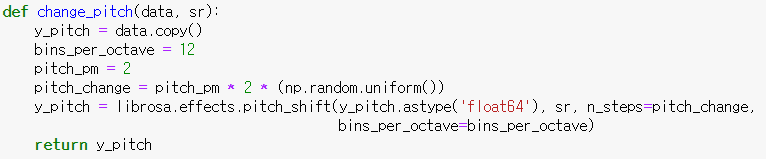 def change_pitch(data, sr):
    y_pitch = data.copy()
    bins_per_octave = 12
    pitch_pm = 2
    pitch_change = pitch_pm * 2 * (np.random.uniform())
    y_pitch = librosa.effects.pitch_shift(y_pitch.astype('float64'), sr, n_steps=pitch_change,
                                          bins_per_octave=bins_per_octave)
    return y_pitch